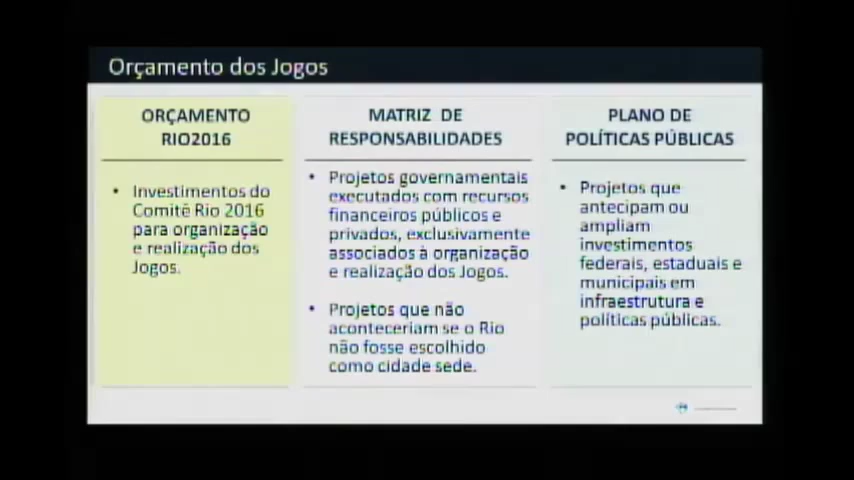 Orçamento dos Jogos
ORÇAMENTO
RIO2016
• Investimentos do
Comitê Rio 2016
para organização
e realização dos
Jogos.
MATRIZ DE
RESPONSABILIDADES
• Projetos governamentais
executados com recursos
financeiros públicos e
privados, exclusivamente
associados à organização
e realização dos Jogos.
• Projetos que não
aconteceriam se o Rio
não fosse escolhido
como cidade sede.
PLANO DE
POLÍTICAS PÚBLICAS
• Projetos que
antecipam ou
ampliam
investimentos
federais, estaduais e
municipais em
infraestrutura e
políticas públicas.